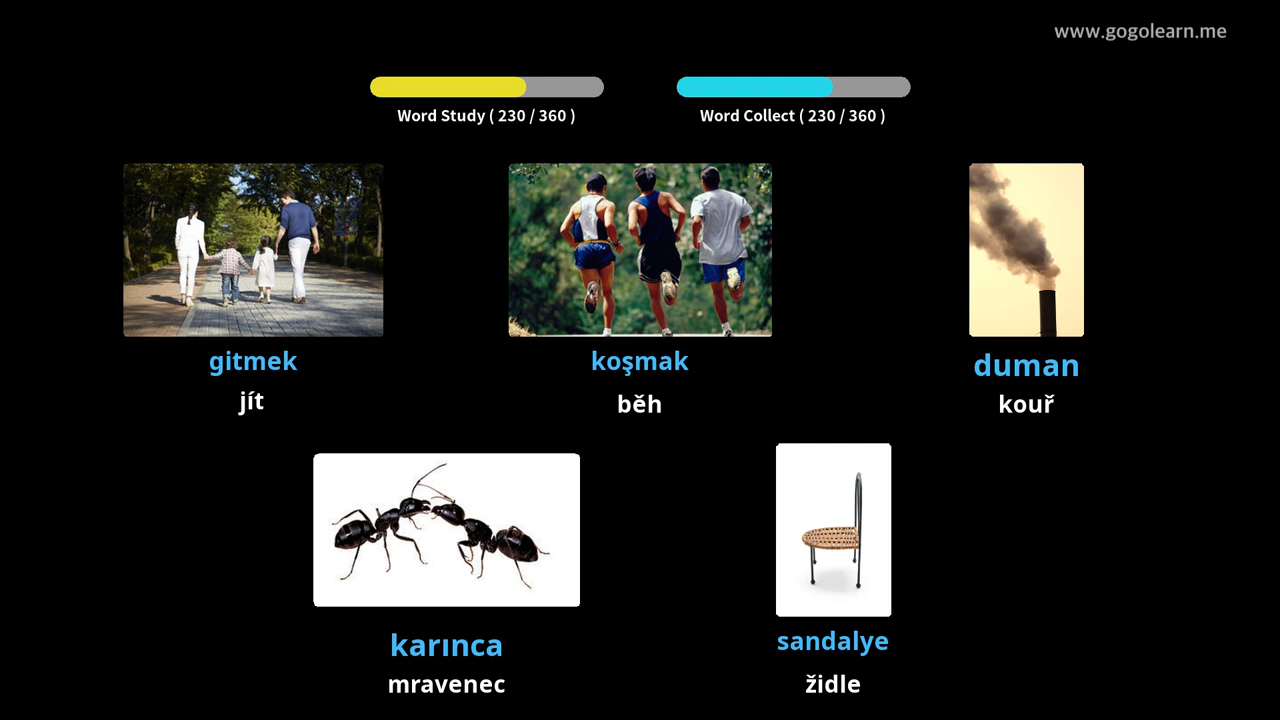 www.gogolearn.me
Word Study ( 230 / 360 )
Word Collect ( 230 / 360 )
gitmek
jít
koşmak
běh
duman
kouř
karınca
mravenec
sandalye
židle